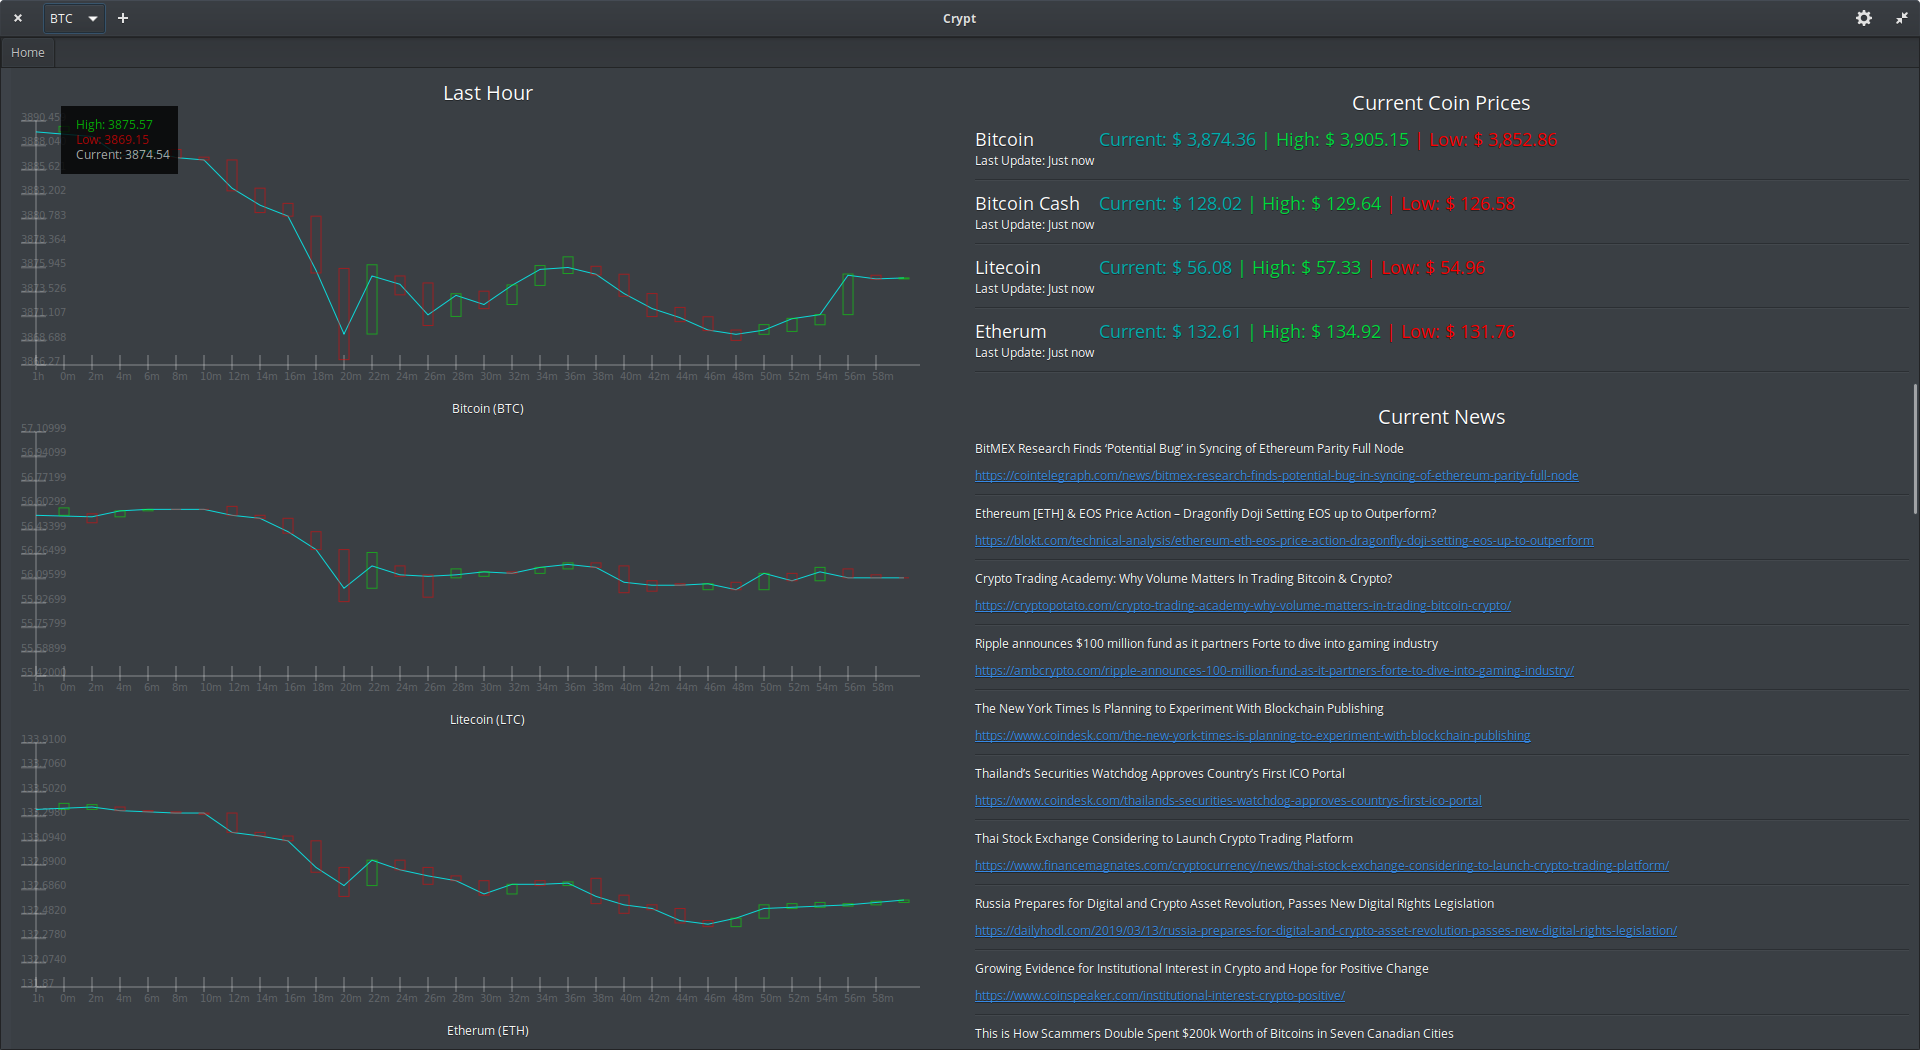 BTC
Crypt
Home
Last Hour
High: 3875.57
Low: 3869.15
Current: 3874.54
3890.45
3883.202
3880.783
3878.364
3875.945
3873.526
3871.107
3868.688
1h 0m 2m 4m 6m 8m 10m 12m 14m 16m 18m 20m 22m 24m 26m 28m 30m 32m 34m 36m 38m 40m 42m 44m 46m 48m 50m 52m 54m 56m 58m
Bitcoin (BTC)
57.10999
56.94099
56.77199
56.60299
56.43399
56.26499
56.09599
55.92699
55.75799
55.58899
55.42000
1h 0m 2m 4m 6m 8m 10m 12m 14m 16m 18m 20m 22m 24m 26m 28m 30m 32m 34m 36m 38m 40m 42m 44m 46m 48m 50m 52m 54m 56m 58m
Litecoin (LTC)
133.9100
133.7060
133.5020
133.2980
133.0940
132.8900
132.6860
132.4820
132.2780
132.0740
131.87
1h 0m 2m 4m 6m 8m 10m 12m 14m 16m 18m 20m 22m 24m 26m 28m 30m 32m 34m 36m 38m 40m 42m 44m 46m 48m 50m 52m 54m 56m 58m
Etherum (ETH)
Current Coin Prices
Bitcoin Current: $ 3,874.36 | High: $ 3,905.15 | Low: $ 3,852.86
Last Update: Just now
Bitcoin Cash Current: $ 128.02 | High: $ 129.64 | Low: $ 126.58
Last Update: Just now
Litecoin Current: $ 56.08 | High: $ 57.33 | Low: $ 54.96
Last Update: Just now
Etherum Current: $ 132.61 | High: $ 134.92 | Low: $ 131.76
Last Update: Just now
Current News
BitMEX Research Finds ‘Potential Bug’ in Syncing of Ethereum Parity Full Node
https://cointelegraph.com/news/bitmex-research-finds-potential-bug-in-syncing-of-ethereum-parity-full-node
Ethereum [ETH] & EOS Price Action – Dragonfly Doji Setting EOS up to Outperform?
https://blokt.com/technical-analysis/ethereum-eth-eos-price-action-dragonfly-doji-setting-eos-up-to-outperform
Crypto Trading Academy: Why Volume Matters In Trading Bitcoin & Crypto?
https://cryptopotato.com/crypto-trading-academy-why-volume-matters-in-trading-bitcoin-crypto/
Ripple announces $100 million fund as it partners Forte to dive into gaming industry
https://ambcrypto.com/ripple-announces-100-million-fund-as-it-partners-forte-to-dive-into-gaming-industry/
The New York Times Is Planning to Experiment With Blockchain Publishing
https://www.coindesk.com/the-new-york-times-is-planning-to-experiment-with-blockchain-publishing
Thailand’s Securities Watchdog Approves Country’s First ICO Portal
https://www.coindesk.com/thailands-securities-watchdog-approves-countrys-first-ico-portal
Thai Stock Exchange Considering to Launch Crypto Trading Platform
https://www.financemagnates.com/cryptocurrency/news/thai-stock-exchange-considering-to-launch-crypto-trading-platform/
Russia Prepares for Digital and Crypto Asset Revolution, Passes New Digital Rights Legislation
https://dailyhodl.com/2019/03/13/russia-prepares-for-digital-and-crypto-asset-revolution-passes-new-digital-rights-legislation/
Growing Evidence for Institutional Interest in Crypto and Hope for Positive Change
https://www.coinspeaker.com/institutional-interest-crypto-positive/
This is How Scammers Double Spent $200k Worth of Bitcoins in Seven Canadian Cities